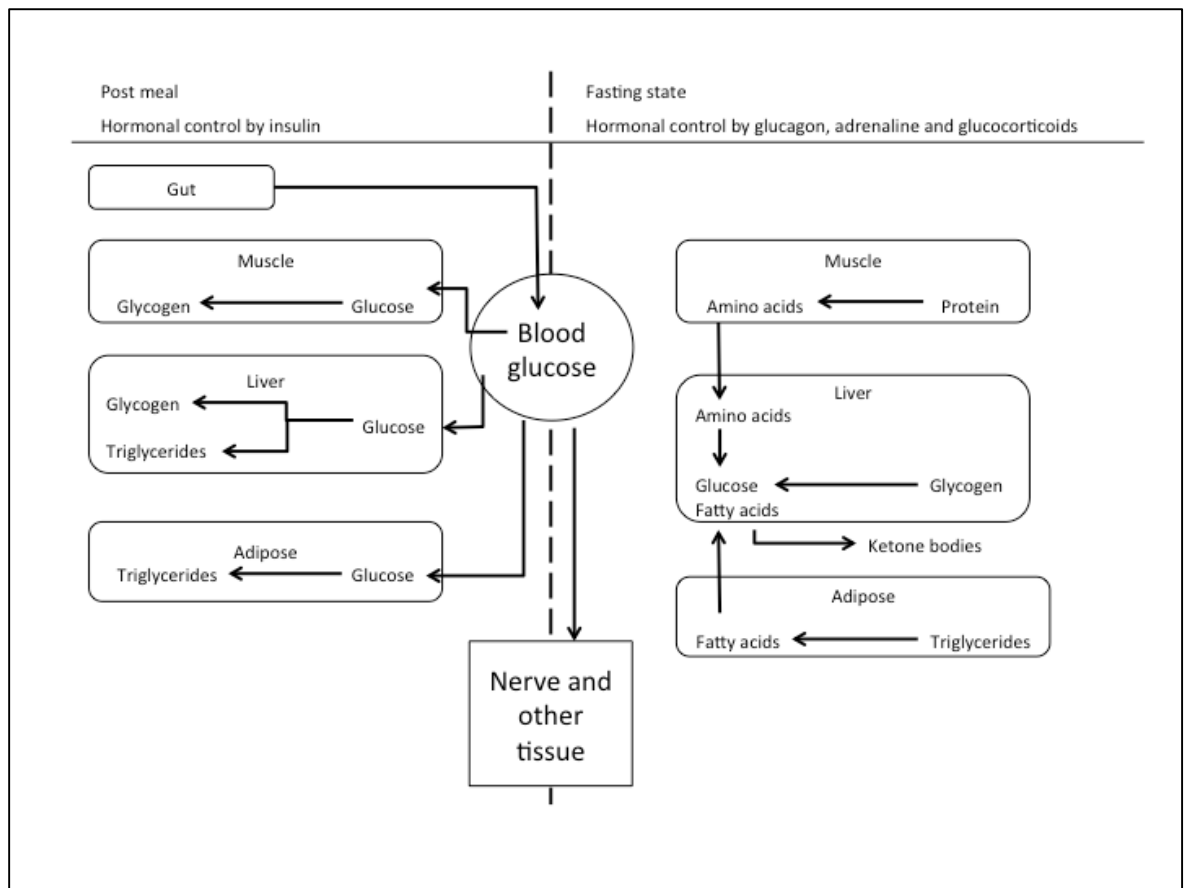 Post meal
Hormonal control by insulin
Fasting state
Hormonal control by glucagon, adrenaline and glucocorticoids
Gut
Muscle
Glycogen
Glucose
Liver
Glycogen
Triglycerides
Glucose
Adipose
Triglycerides
Glucose
Blood
glucose
Nerve and
other
tissue
Muscle
Amino acids
Protein
Liver
Amino acids
Glucose
Glycogen
Fatty acids
Ketone bodies
Adipose
Fatty acids
Triglycerides